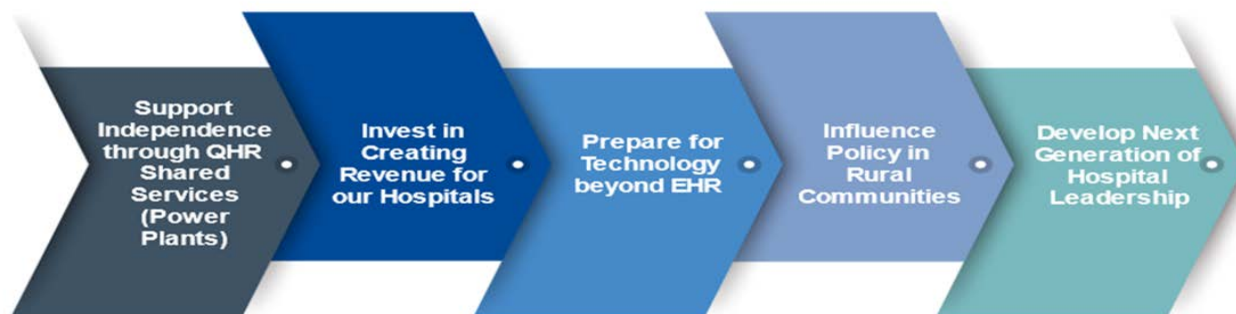 Support
Independence
through QHR
Shared
Services
(Power
Plants)
Invest in
Creating
Revenue for
our Hospitals
Prepare for
Technology
beyond EHR
Influence
Policy in
Rural
Communities
Develop Next
Generation of
Hospital
Leadership